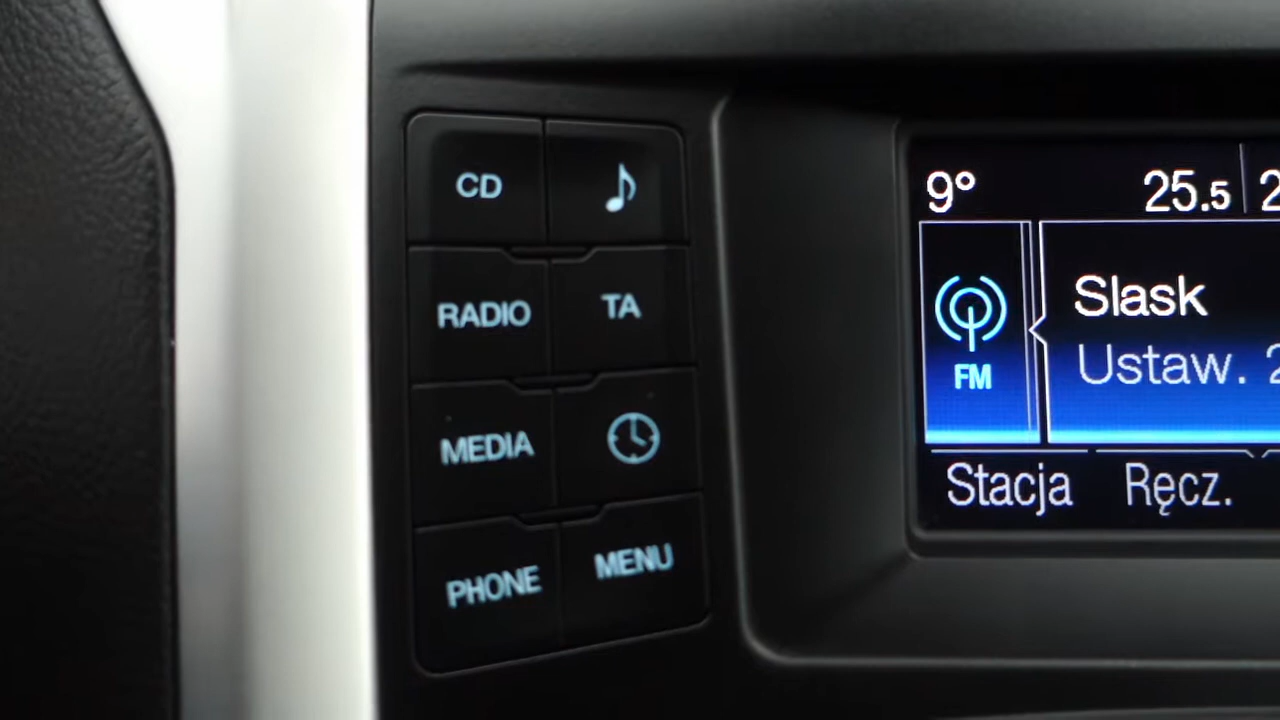 CD
RADIO TA
MEDIA
PHONE MENU
9° 25.5
FM
Slask
Ustaw.
Stacja Ręcz.